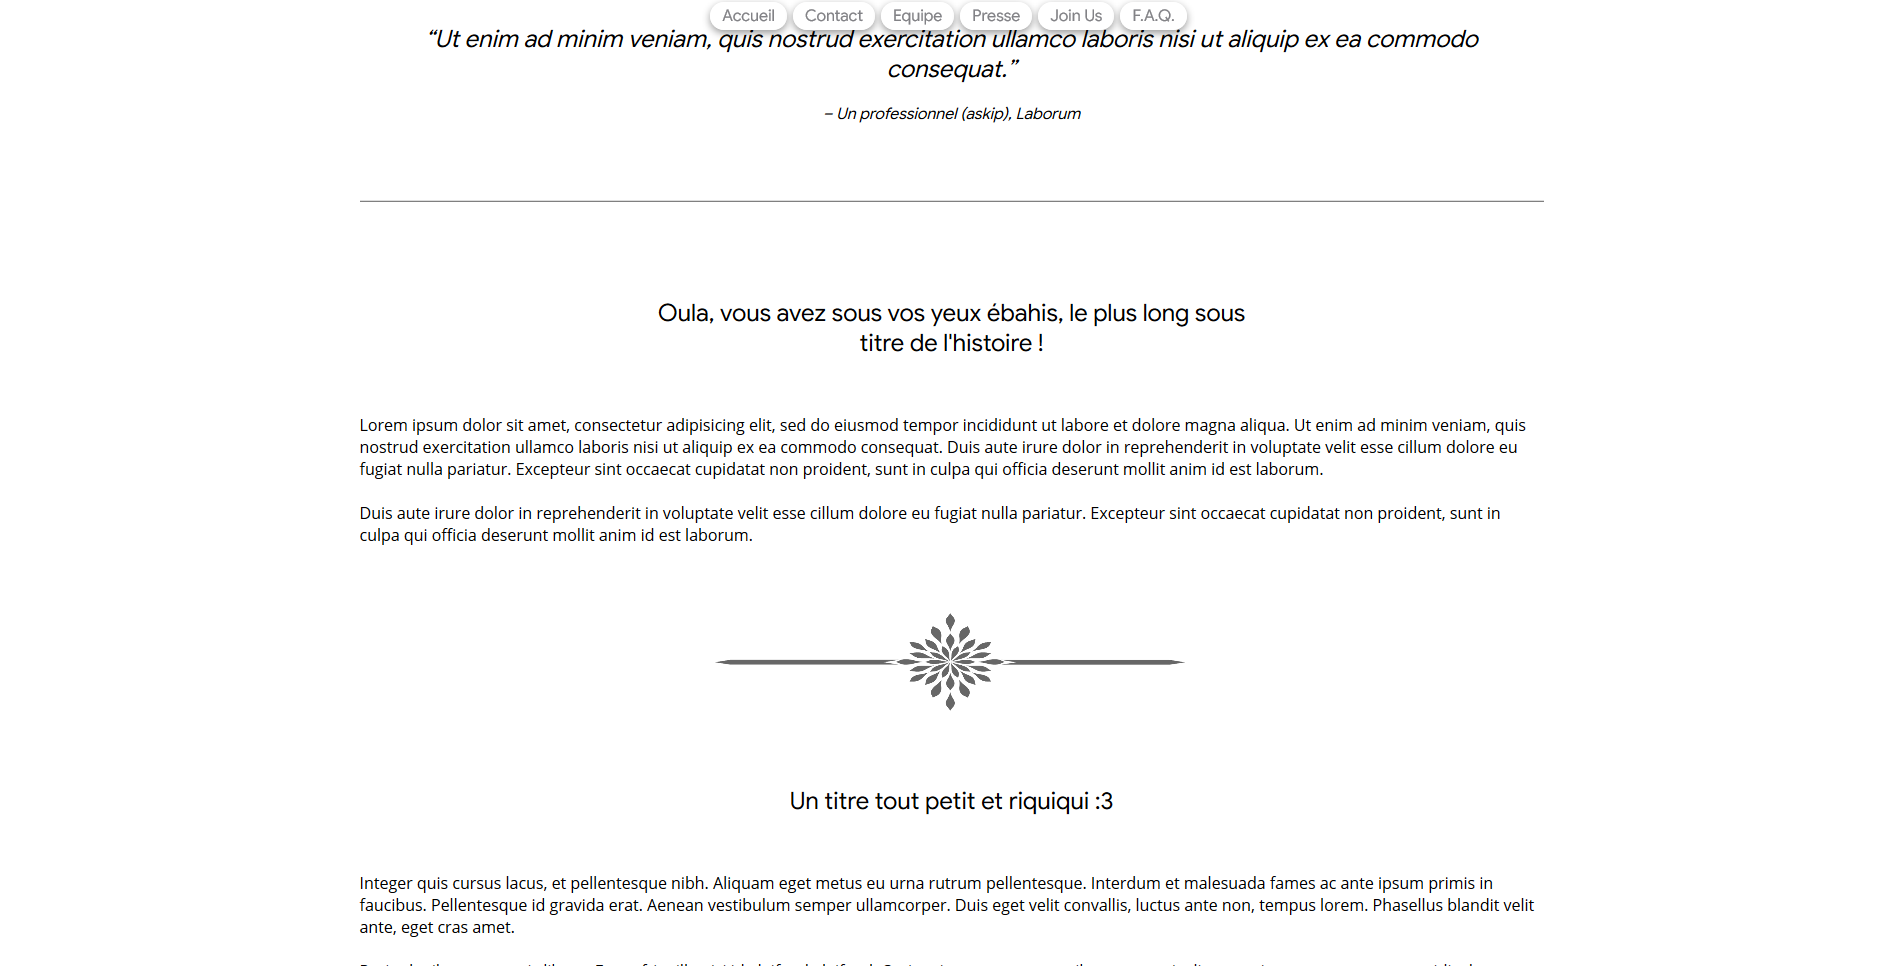 Accueil Contact Equipe Presse Join Us F.A.Q.
“Ut enim ad minim veniam, quis nostrud exercitation ullamco laboris nisi ut aliquip ex ea commodo
consequat.”
– Un professionnel (askip), Laborum
Oula, vous avez sous vos yeux ébahis, le plus long sous
titre de l'histoire !
Lorem ipsum dolor sit amet, consectetur adipisicing elit, sed do eiusmod tempor incididunt ut labore et dolore magna aliqua. Ut enim ad minim veniam, quis
nostrud exercitation ullamco laboris nisi ut aliquip ex ea commodo consequat. Duis aute irure dolor in reprehenderit in voluptate velit esse cillum dolore eu
fugiat nulla pariatur. Excepteur sint occaecat cupidatat non proident, sunt in culpa qui officia deserunt mollit anim id est laborum.
Duis aute irure dolor in reprehenderit in voluptate velit esse cillum dolore eu fugiat nulla pariatur. Excepteur sint occaecat cupidatat non proident, sunt in
culpa qui officia deserunt mollit anim id est laborum.
Un titre tout petit et riquiqui :3
Integer quis cursus lacus, et pellentesque nibh. Aliquam eget metus eu urna rutrum pellentesque. Interdum et malesuada fames ac ante ipsum primis in
faucibus. Pellentesque id gravida erat. Aenean vestibulum semper ullamcorper. Duis eget velit convallis, luctus ante non, tempus lorem. Phasellus blandit velit
ante, eget cras amet.